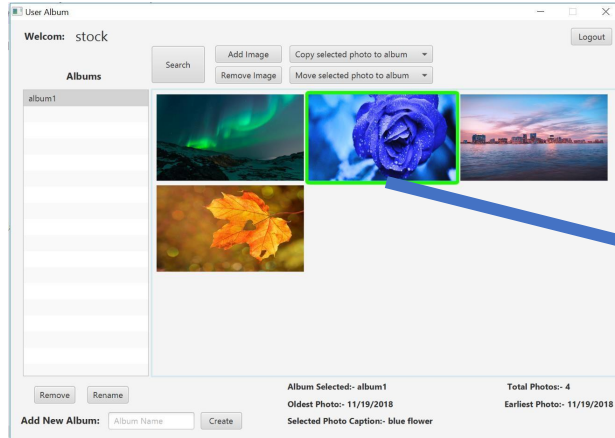 User Album
Welcom: stock
Logout
Search
Add Image
Copy selected photo to album
Remove Image
Move selected photo to album
Albums
album1
Remove
Rename
Album Selected:- album1
Total Photos:- 4
Oldest Photo:- 11/19/2018
Earliest Photo:- 11/19/2018
Add New Album:
Album Name
Create
Selected Photo Caption:- blue flower